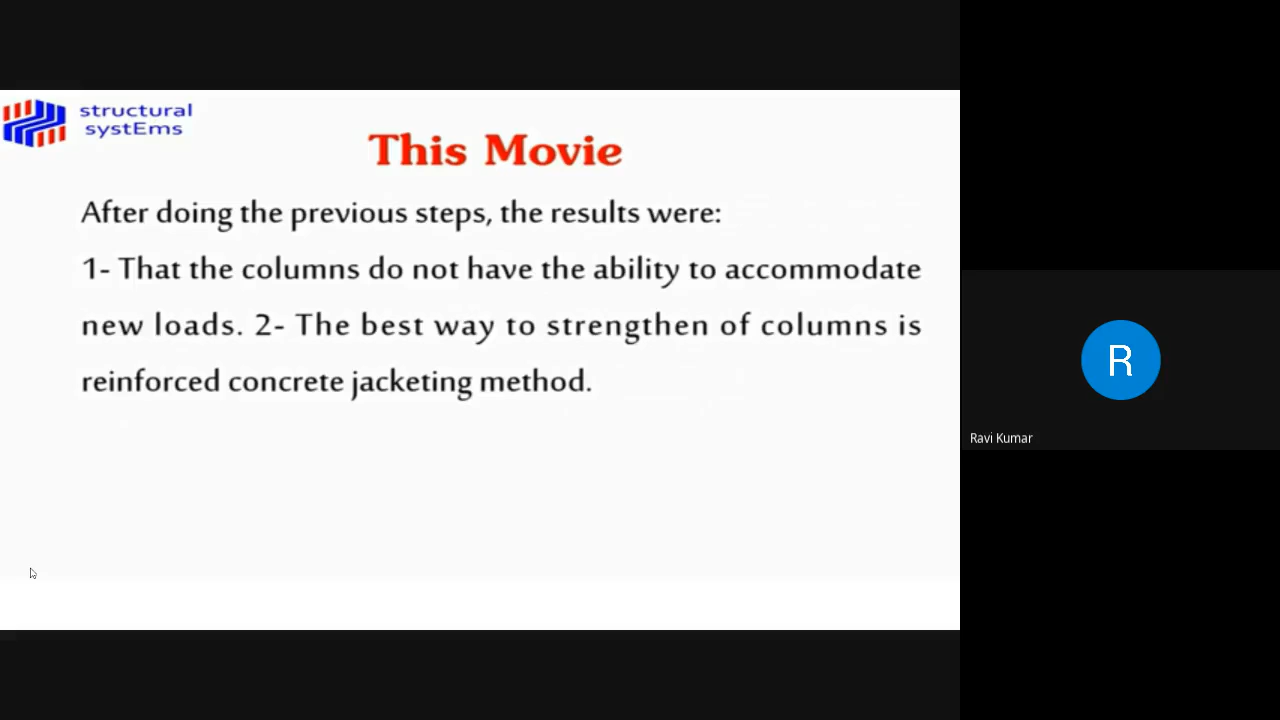 structural
systEms
This Movie
After doing the previous steps, the results were:
1- That the columns do not have the ability to accommodate
new loads. 2- The best way to strengthen of columns is
reinforced concrete jacketing method.
R
Ravi Kumar